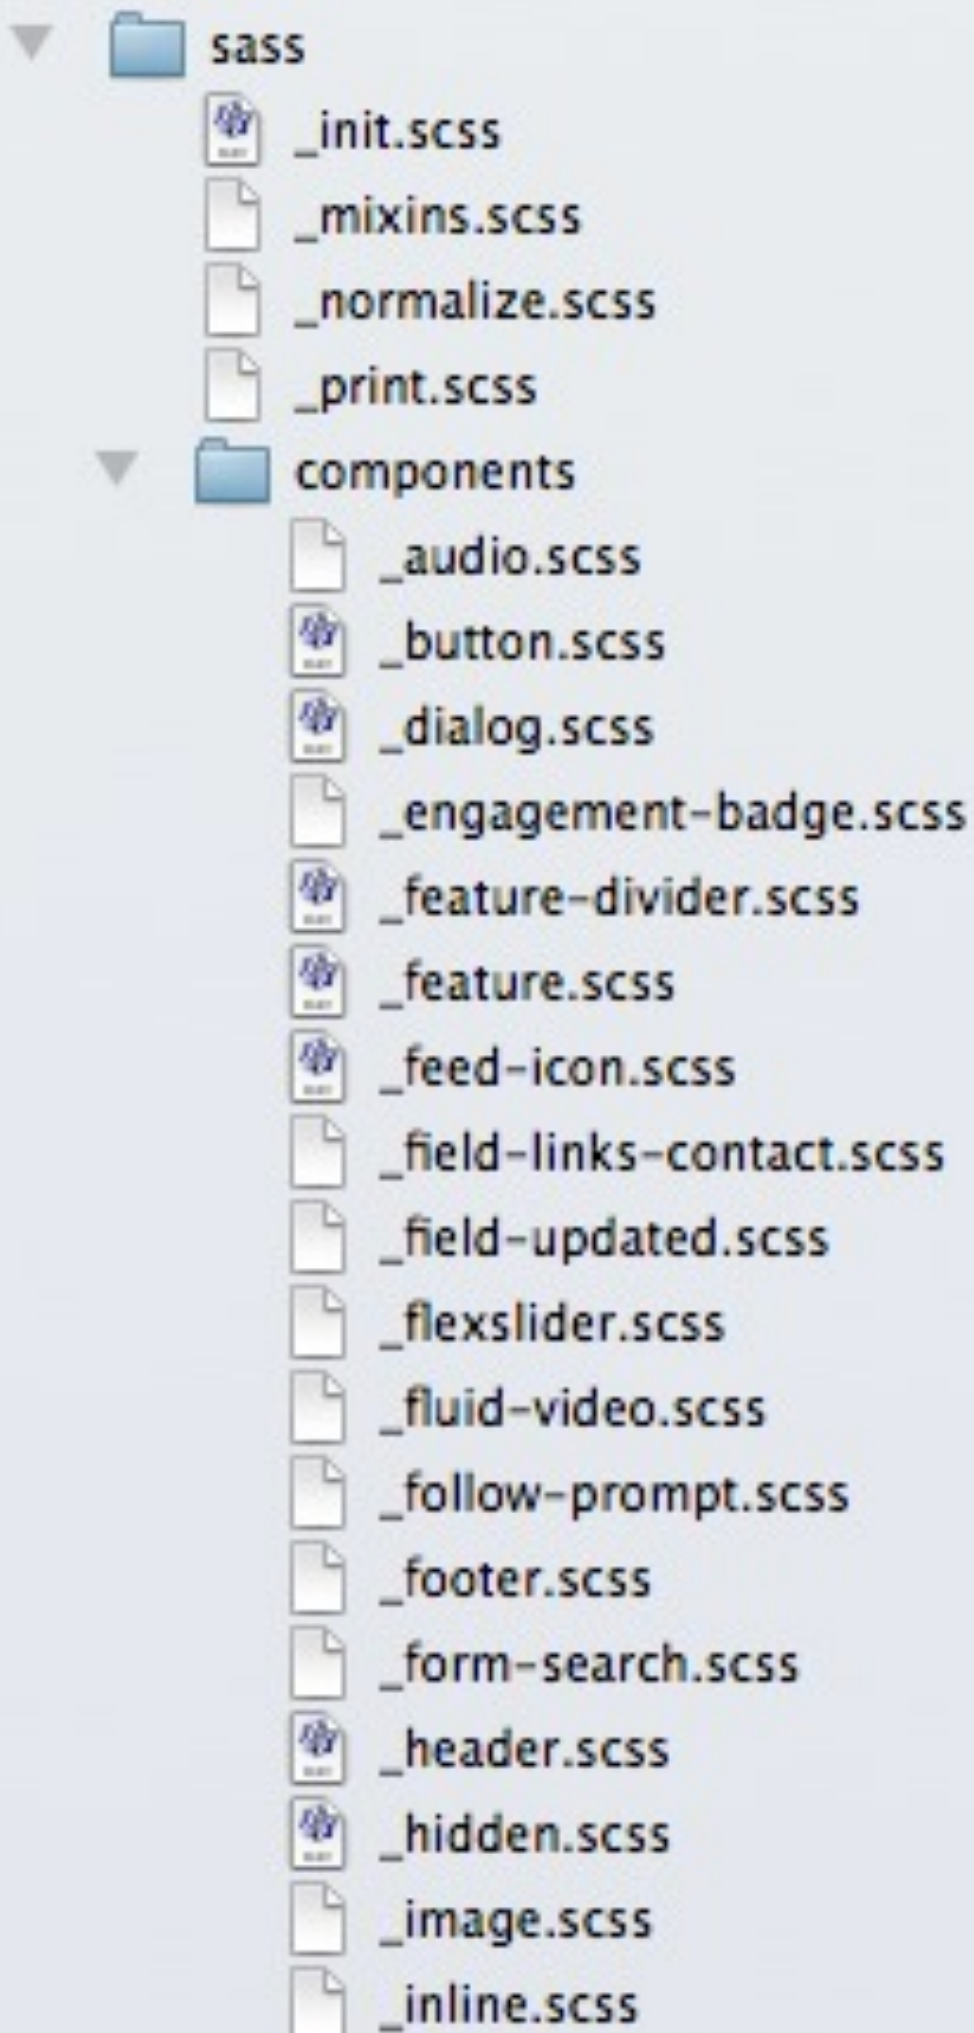 sass
_init.scss
_mixins.scss
_normalize.scss
_print.scss
components
_audio.scss
_button.scss
_dialog.scss
_engagement-badge.scss
_feature-divider.scss
_feature.scss
_feed-icon.scss
_field-links-contact.scss
_field-updated.scss
_flexslider.scss
_fluid-video.scss
_follow-prompt.scss
_footer.scss
_form-search.scss
_header.scss
_hidden.scss
_image.scss
_inline.scss